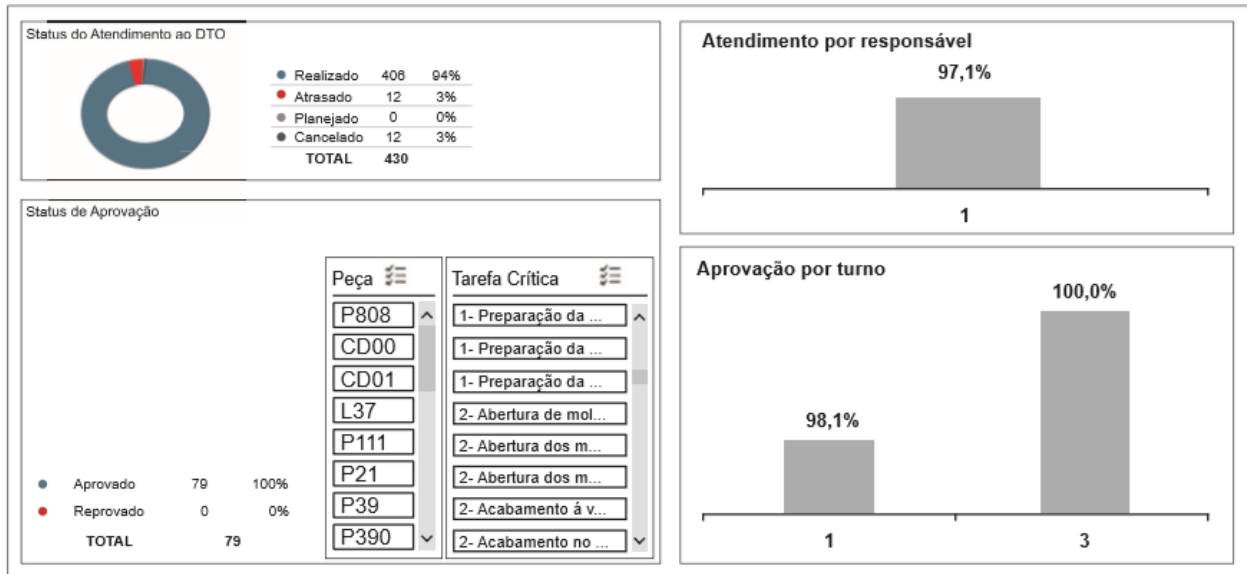 Status do Atendimento ao DTO
Realizado 406 94%
Atrasado 12 3%
Planejado 0 0%
Cancelado 12 3%
TOTAL 430
Status de Aprovação
Aprovado 79 100%
Reprovado 0 0%
TOTAL 79
Peça
P808
CD00
CD01
L37
P111
P21
P39
P390
Tarefa Crítica
1- Preparação da ...
1- Preparação da ...
1- Preparação da ...
2- Abertura de mol...
2- Abertura dos m...
2- Abertura dos m...
2- Acabamento á v...
2- Acabamento no ...
Atendimento por responsável
97,1%
1
Aprovação por turno
98,1%
100,0%
1
3